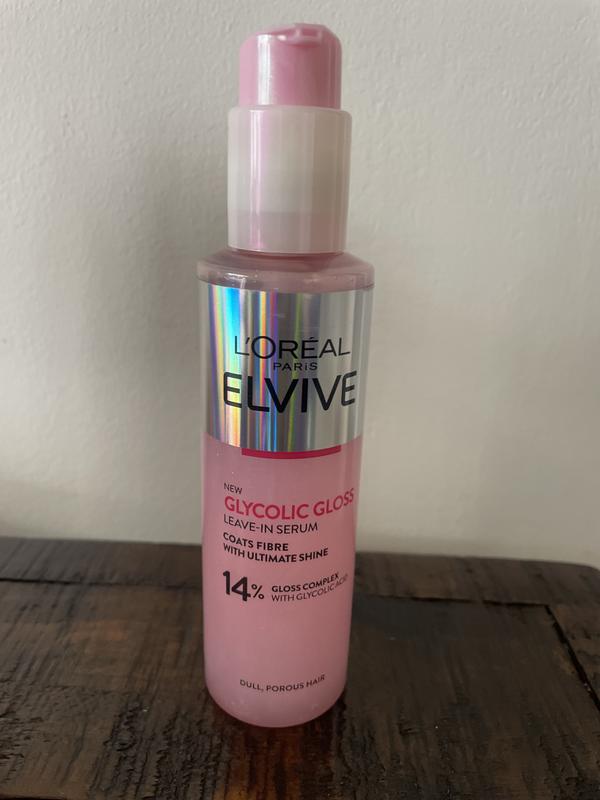 L'ORÉAL
PARIS
ELVIVE
NEW
GLYCOLIC GLOSS
LEAVE-IN SERUM
COATS FIBRE
WITH ULTIMATE SHINE
14% GLOSS COMPLEX
WITH GLYCOLIC ACID
DULL, POROUS HAIR